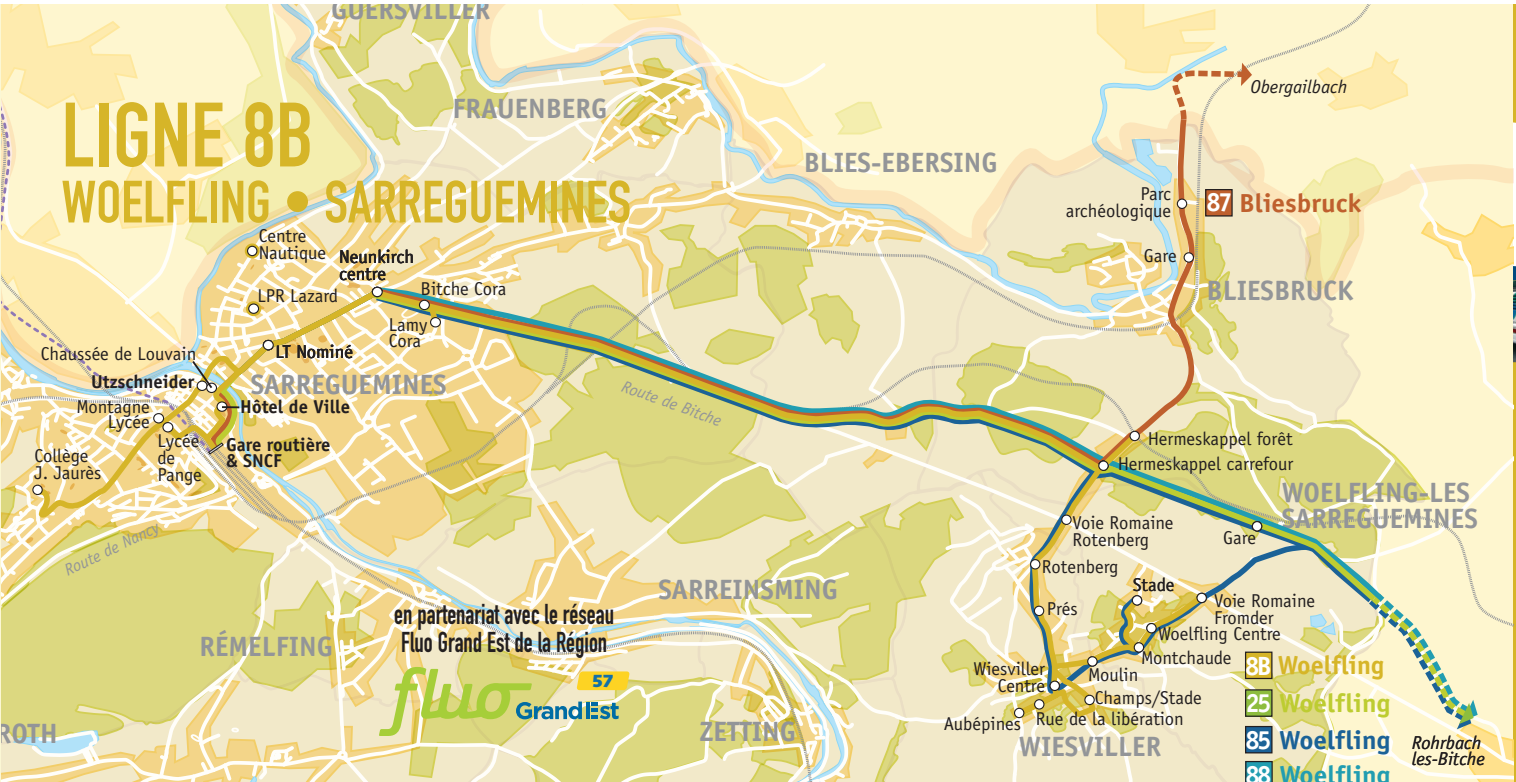 GUERSVILLER
LIGNE 8B
WOELFLING • SARREGUEMINES
FRAUENBERG
BLIES-EBERSING
Obergailbach
Parc
archéologique
87 Bliesbruck
Gare
BLIESBRUCK
Centre
Nautique
Neunkirch
centre
LPR Lazard
Bitche Cora
Lamy
Cora
Chaussée de Louvain
LT Nominé
Utzschneider
SARREGUEMINES
Montagne
Lycée
Hôtel de Ville
Lycée
de
Pange
Gare routière
& SNCF
Collège
J. Jaurès
Route de Bitche
Route de Nancy
Hermeskappel forêt
Hermeskappel carrefour
WOELFLING-LES
SARREGUEMINES
Gare
Voie Romaine
Rotenberg
Rotenberg
SARREINSMING
Stade
Prés
Voie Romaine
Fromder
Woelfling Centre
Montchaude
en partenariat avec le réseau
Fluo Grand Est de la Région
RÉMELFING
fluo
57
Grand Est
Wiesviller
Centre
Moulin
Champs/Stade
Aubépines
Rue de la libération
WIESVILLER
ZETTING
ROTH
8B Woelfling
25 Woelfling
85 Woelfling
88 Woelfling
Rohrbach
les-Bitche